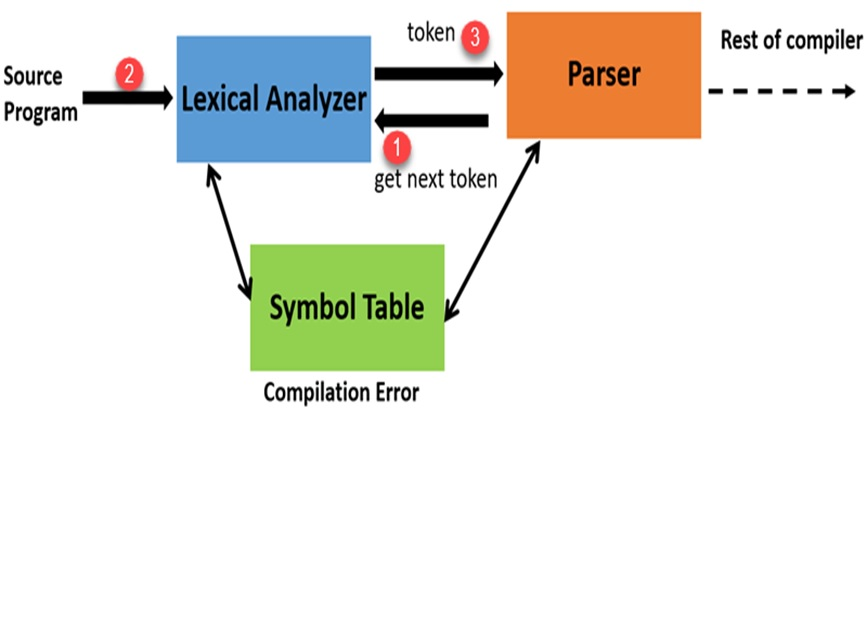 token 3
Rest of compiler
Source
Program
2
Lexical Analyzer
Parser
1
get next token
Symbol Table
Compilation Error